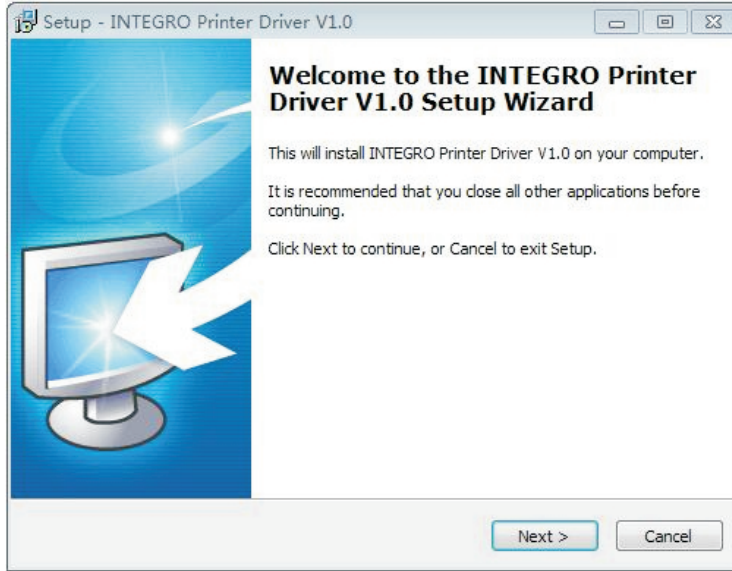 Setup - INTEGRO Printer Driver V1.0
Welcome to the INTEGRO Printer
Driver V1.0 Setup Wizard
This will install INTEGRO Printer Driver V1.0 on your computer.
It is recommended that you close all other applications before
continuing.
Click Next to continue, or Cancel to exit Setup.
Next >
Cancel